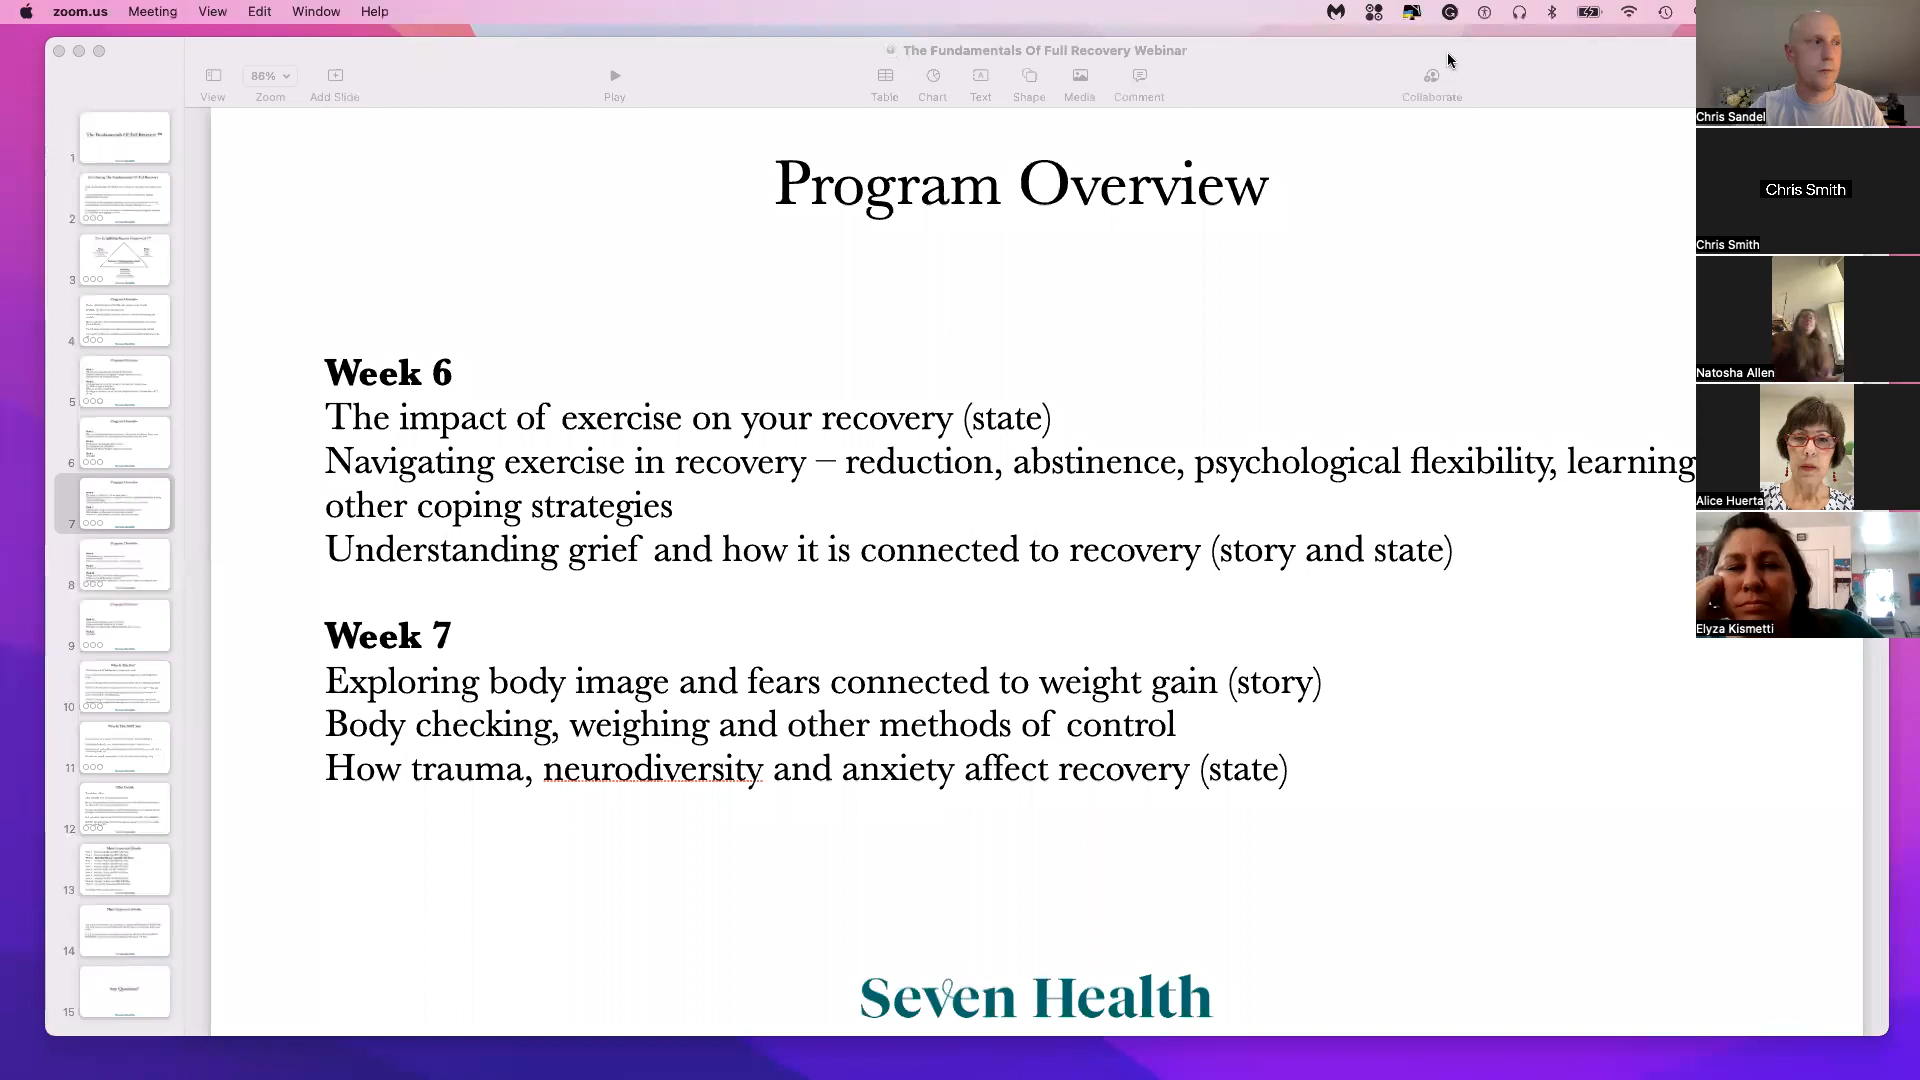 zoom.us Meeting View Edit Window Help
The Fundamentals Of Full Recovery Webinar
86%
View Zoom Add Slide Play Table Chart Text Shape Media Comment Collaborate
Program Overview
Week 6
The impact of exercise on your recovery (state)
Navigating exercise in recovery – reduction, abstinence, psychological flexibility, learning
other coping strategies
Understanding grief and how it is connected to recovery (story and state)
Week 7
Exploring body image and fears connected to weight gain (story)
Body checking, weighing and other methods of control
How trauma, neurodiversity and anxiety affect recovery (state)
Seven Health
1
2
3
4
5
6
7
8
9
10
11
12
13
14
Any Questions?
15
Chris Sandel
Chris Smith
Chris Smith
Natosha Allen
Alice Huerta
Elyza Kismetti